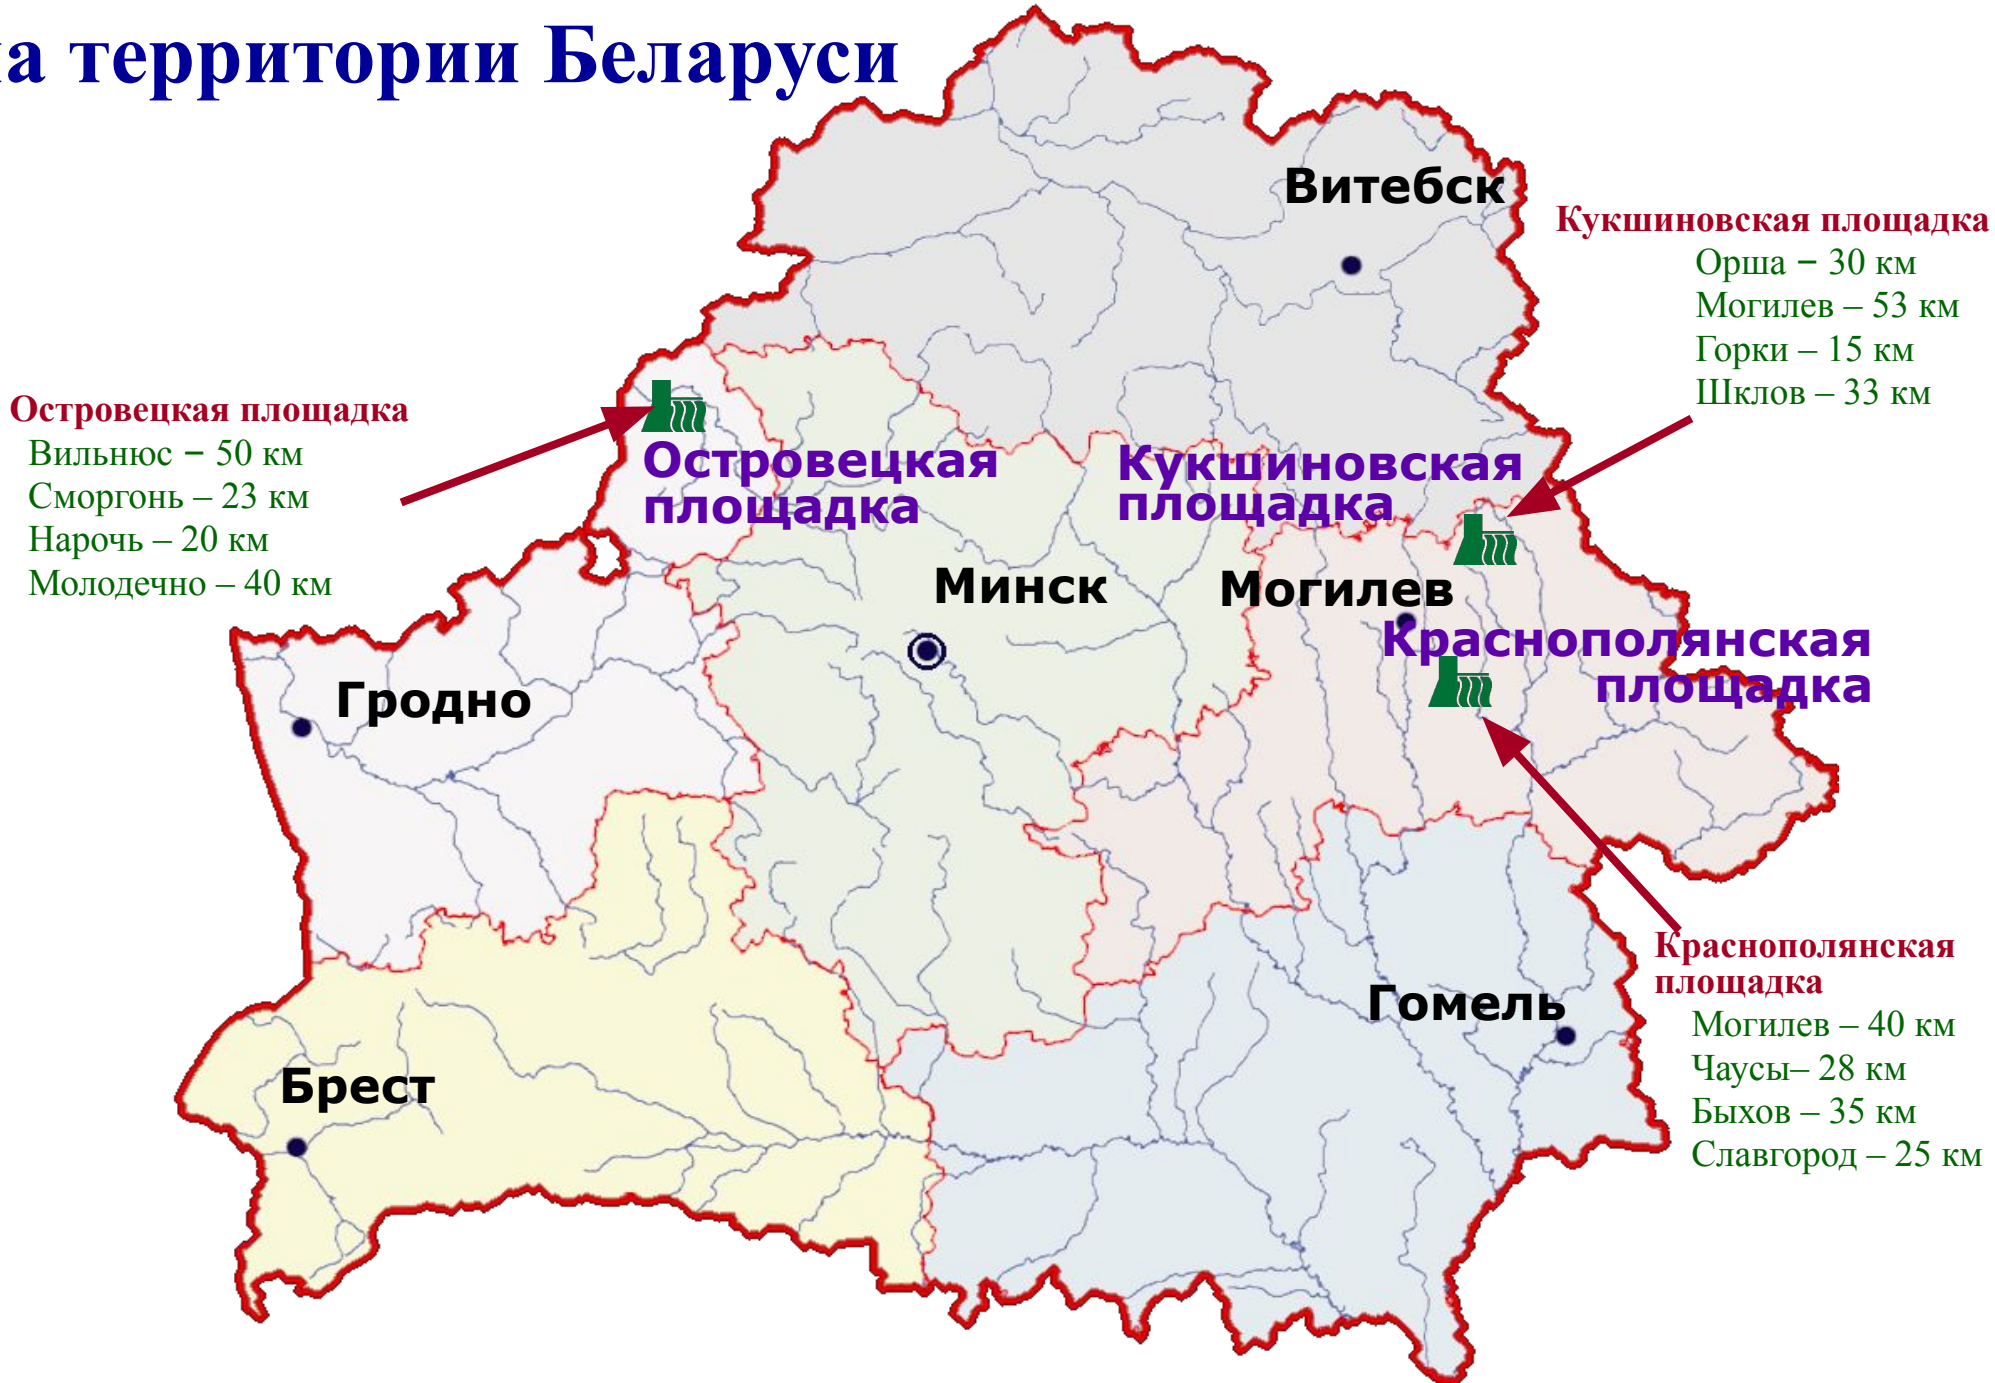 на территории Беларуси
Витебск
Кукшиновская площадка
Орша – 30 км
Могилев – 53 км
Горки – 15 км
Шклов – 33 км
Островецкая площадка
Вильнюс – 50 км
Сморгонь – 23 км
Нарочь – 20 км
Молодечно – 40 км
Островецкая
площадка
Кукшиновская
площадка
Минск
Могилев
Краснополянская
площадка
Гродно
Краснополянская
площадка
Могилев – 40 км
Чаусы– 28 км
Быхов – 35 км
Славгород – 25 км
Гомель
Брест